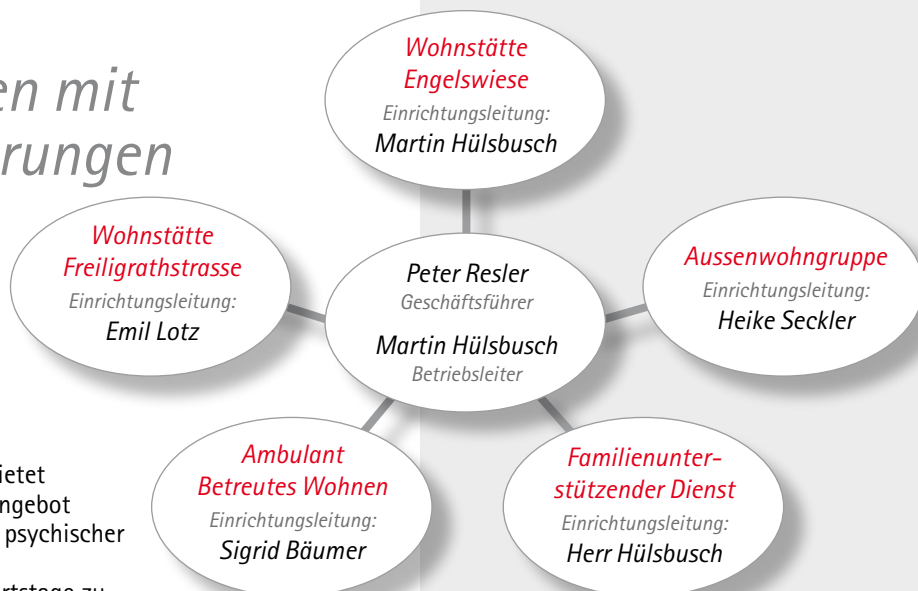 en mit
rungen
Wohnstätte
Engelswiese
Einrichtungsleitung:
Martin Hülsbusch
Wohnstätte
Freiligrathstrasse
Einrichtungsleitung:
Emil Lotz
Peter Resler
Geschäftsführer
Martin Hülsbusch
Betriebsleiter
Aussenwohngruppe
Einrichtungsleitung:
Heike Seckler
Ambulant
Betreutes Wohnen
Einrichtungsleitung:
Sigrid Bäumer
Familienunter-
stützender Dienst
Einrichtungsleitung:
Herr Hülsbusch
ietet
ngebot
psychischer